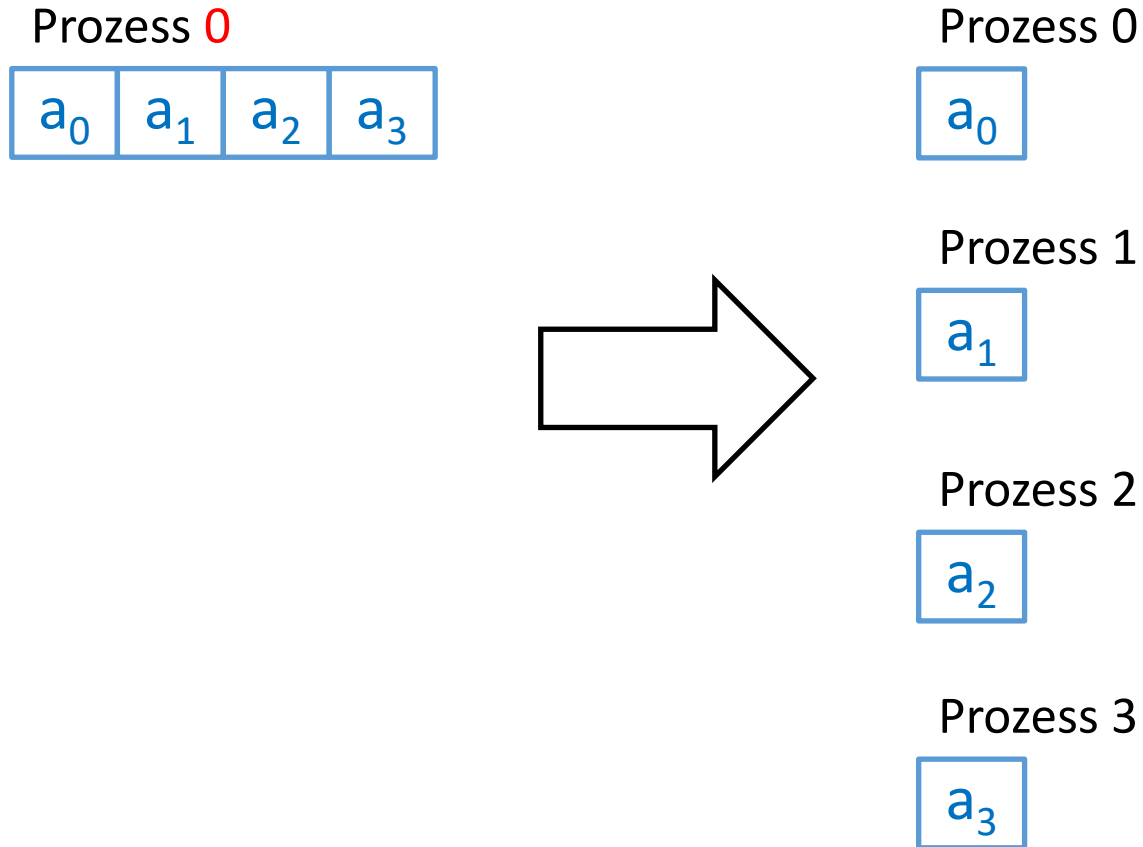 Prozess 0
a₀ a₁ a₂ a₃
Prozess 0
a₀
Prozess 1
a₁
Prozess 2
a₂
Prozess 3
a₃